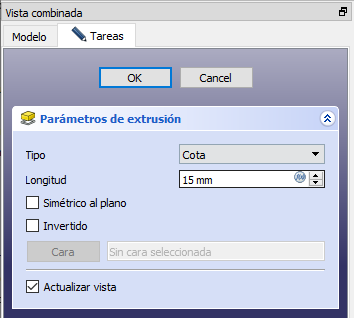 Vista combinada
Modelo
Tareas
OK
Cancel
Parámetros de extrusión
Tipo
Cota
Longitud
15 mm
Simétrico al plano
Invertido
Cara
Sin cara seleccionada
Actualizar vista